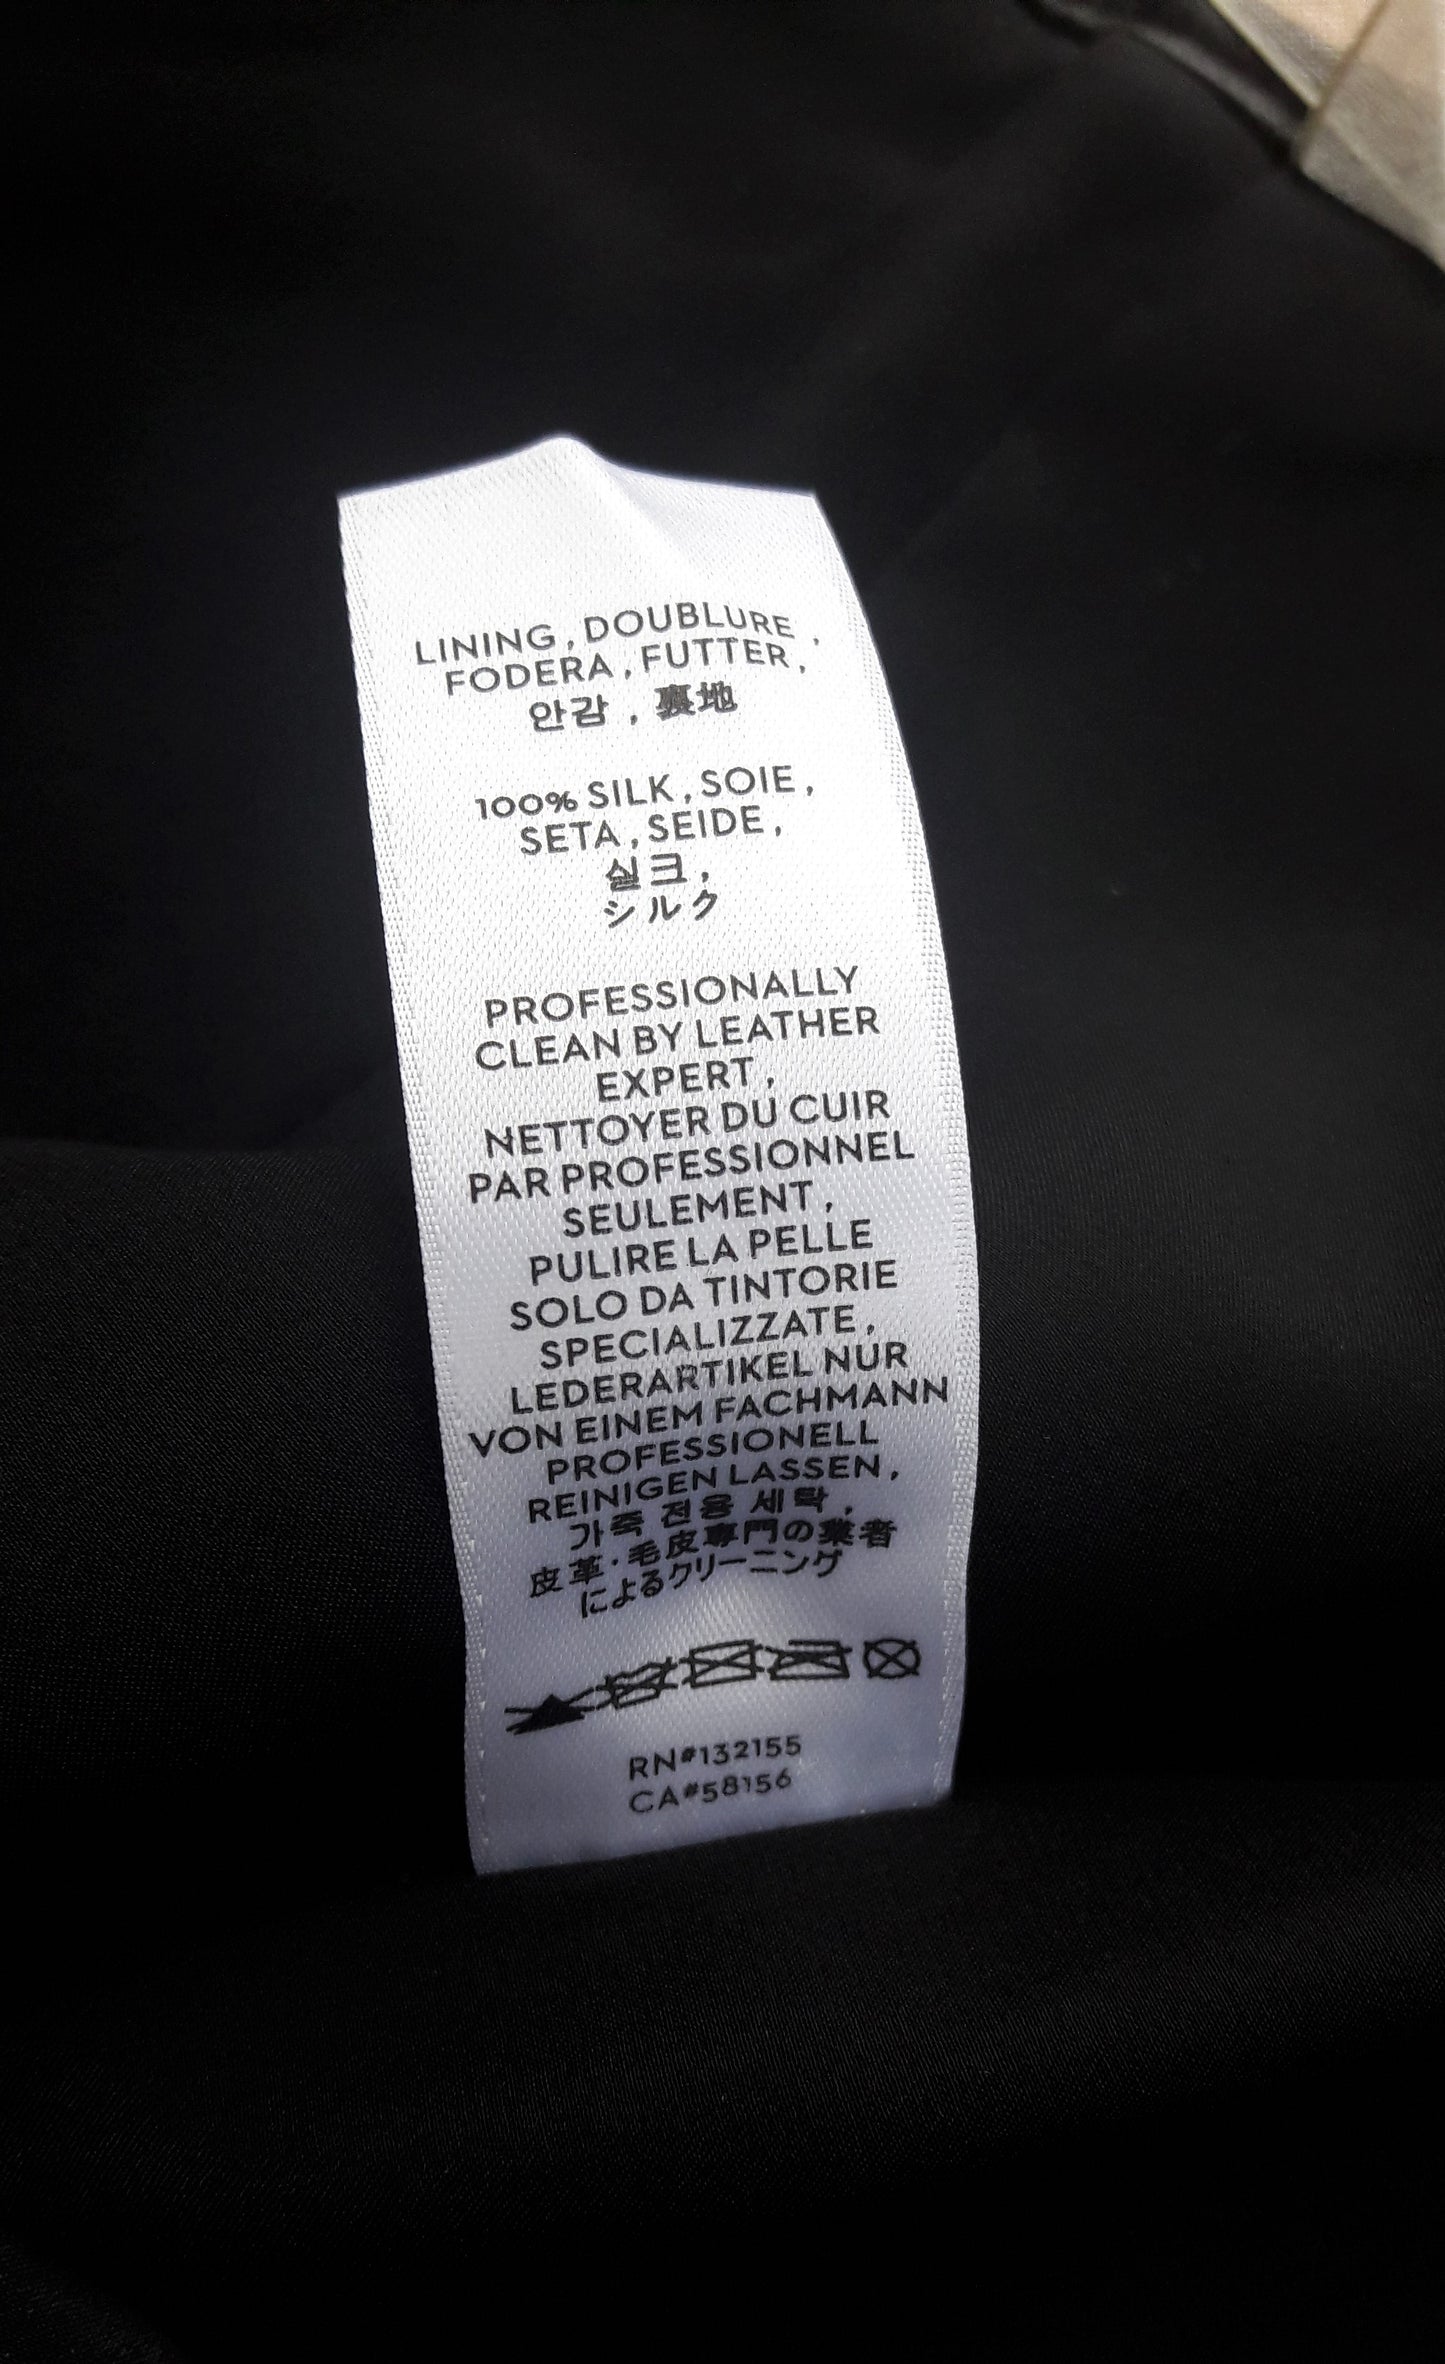 LINING, DOUBLURE,
FODERA, FUTTER,
안감, 裏地
100% SILK, SOIE,
SETA, SEIDE,
실크,
シルク
PROFESSIONALLY
CLEAN BY LEATHER
EXPERT,
NETTOYER DU CUIR
PAR PROFESSIONNEL
SEULEMENT,
PULIRE LA PELLE
SOLO DA TINTORIE
SPECIALIZZATE,
LEDERARTIKEL NUR
VON EINEM FACHMANN
PROFESSIONELL
REINIGEN LASSEN,
가죽 전용 세탁,
皮革・毛皮専門の業者
によるクリーニング
RN#132155
CA#58156